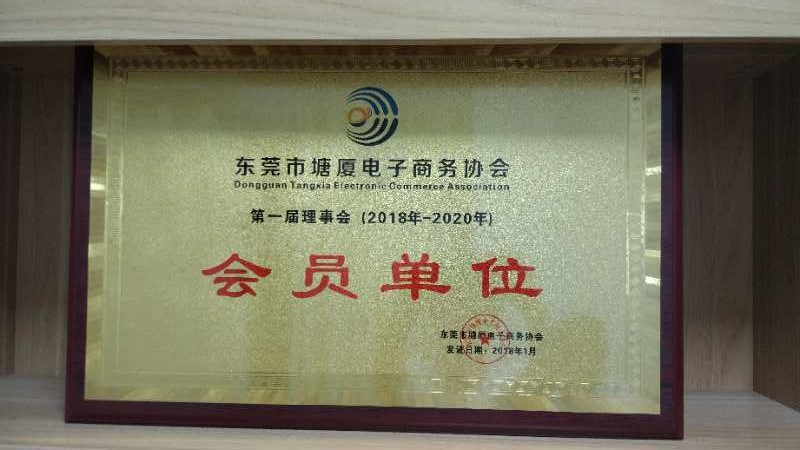 东莞市塘厦电子商务协会
Dongguan Tangxia Electronic Commerce Association
第一届理事会（2018年-2020年）
会员单位
东莞市塘厦电子商务协会
发证日期：2018年1月